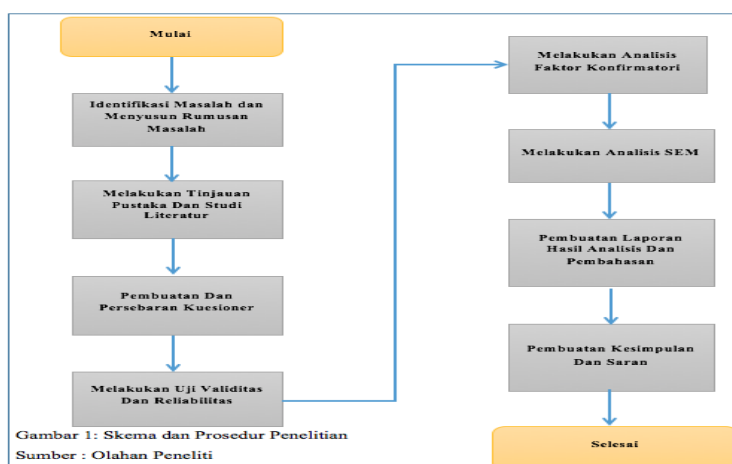 Mulai
Identifikasi Masalah dan
Menyusun Rumusan
Masalah
Melakukan Tinjauan
Pustaka Dan Studi
Literatur
Pembuatan Dan
Persebaran Kuesioner
Melakukan Uji Validitas
Dan Reliabilitas
Melakukan Analisis
Faktor Konfirmatori
Melakukan Analisis SEM
Pembuatan Laporan
Hasil Analisis Dan
Pembahasan
Pembuatan Kesimpulan
Dan Saran
Selesai
Gambar 1: Skema dan Prosedur Penelitian
Sumber : Olahan Peneliti